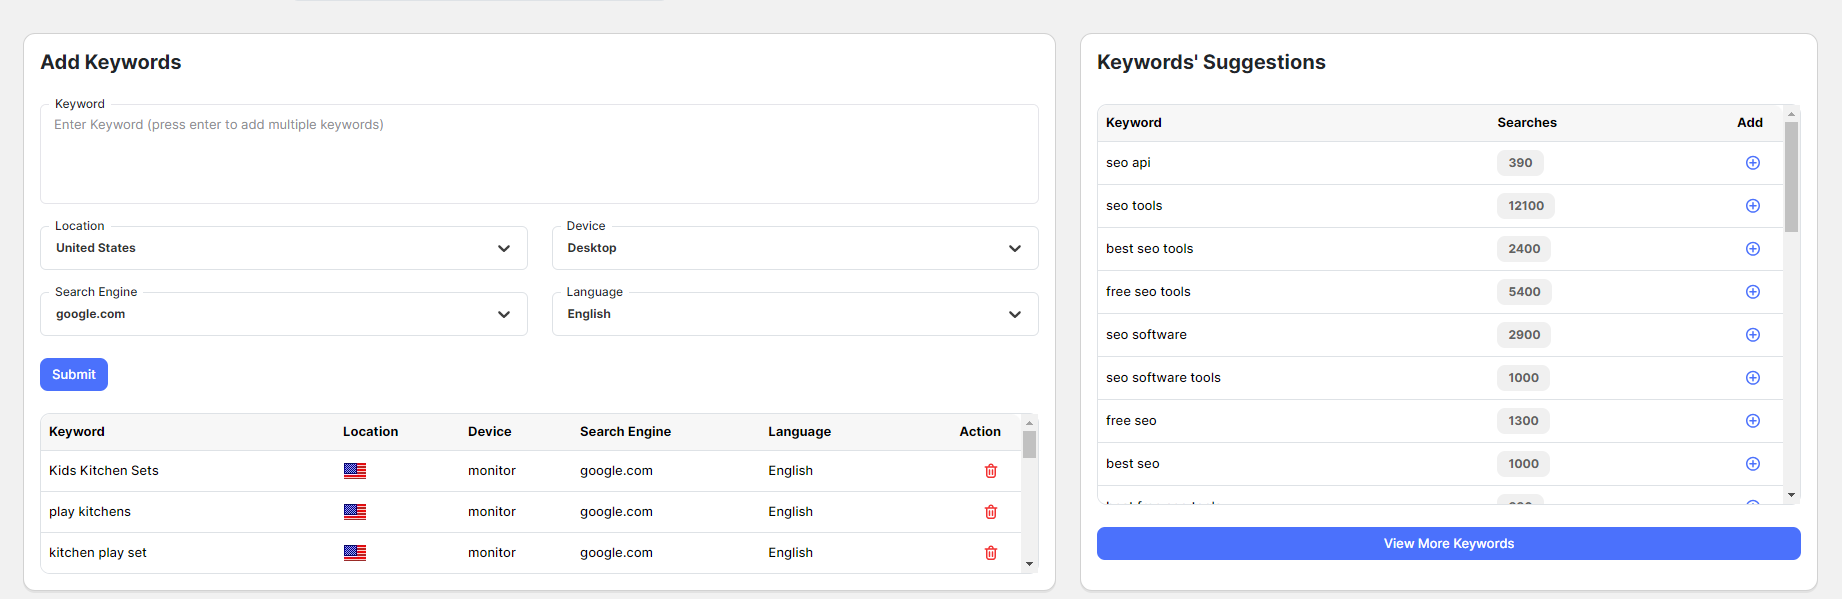 Add Keywords
Keyword
Enter Keyword (press enter to add multiple keywords)
Location
United States
Device
Desktop
Search Engine
google.com
Language
English
Submit
Keyword Location Device Search Engine Language Action
Kids Kitchen Sets monitor google.com English
play kitchens monitor google.com English
kitchen play set monitor google.com English
Keywords' Suggestions
Keyword Searches Add
seo api 390
seo tools 12100
best seo tools 2400
free seo tools 5400
seo software 2900
seo software tools 1000
free seo 1300
best seo 1000
View More Keywords